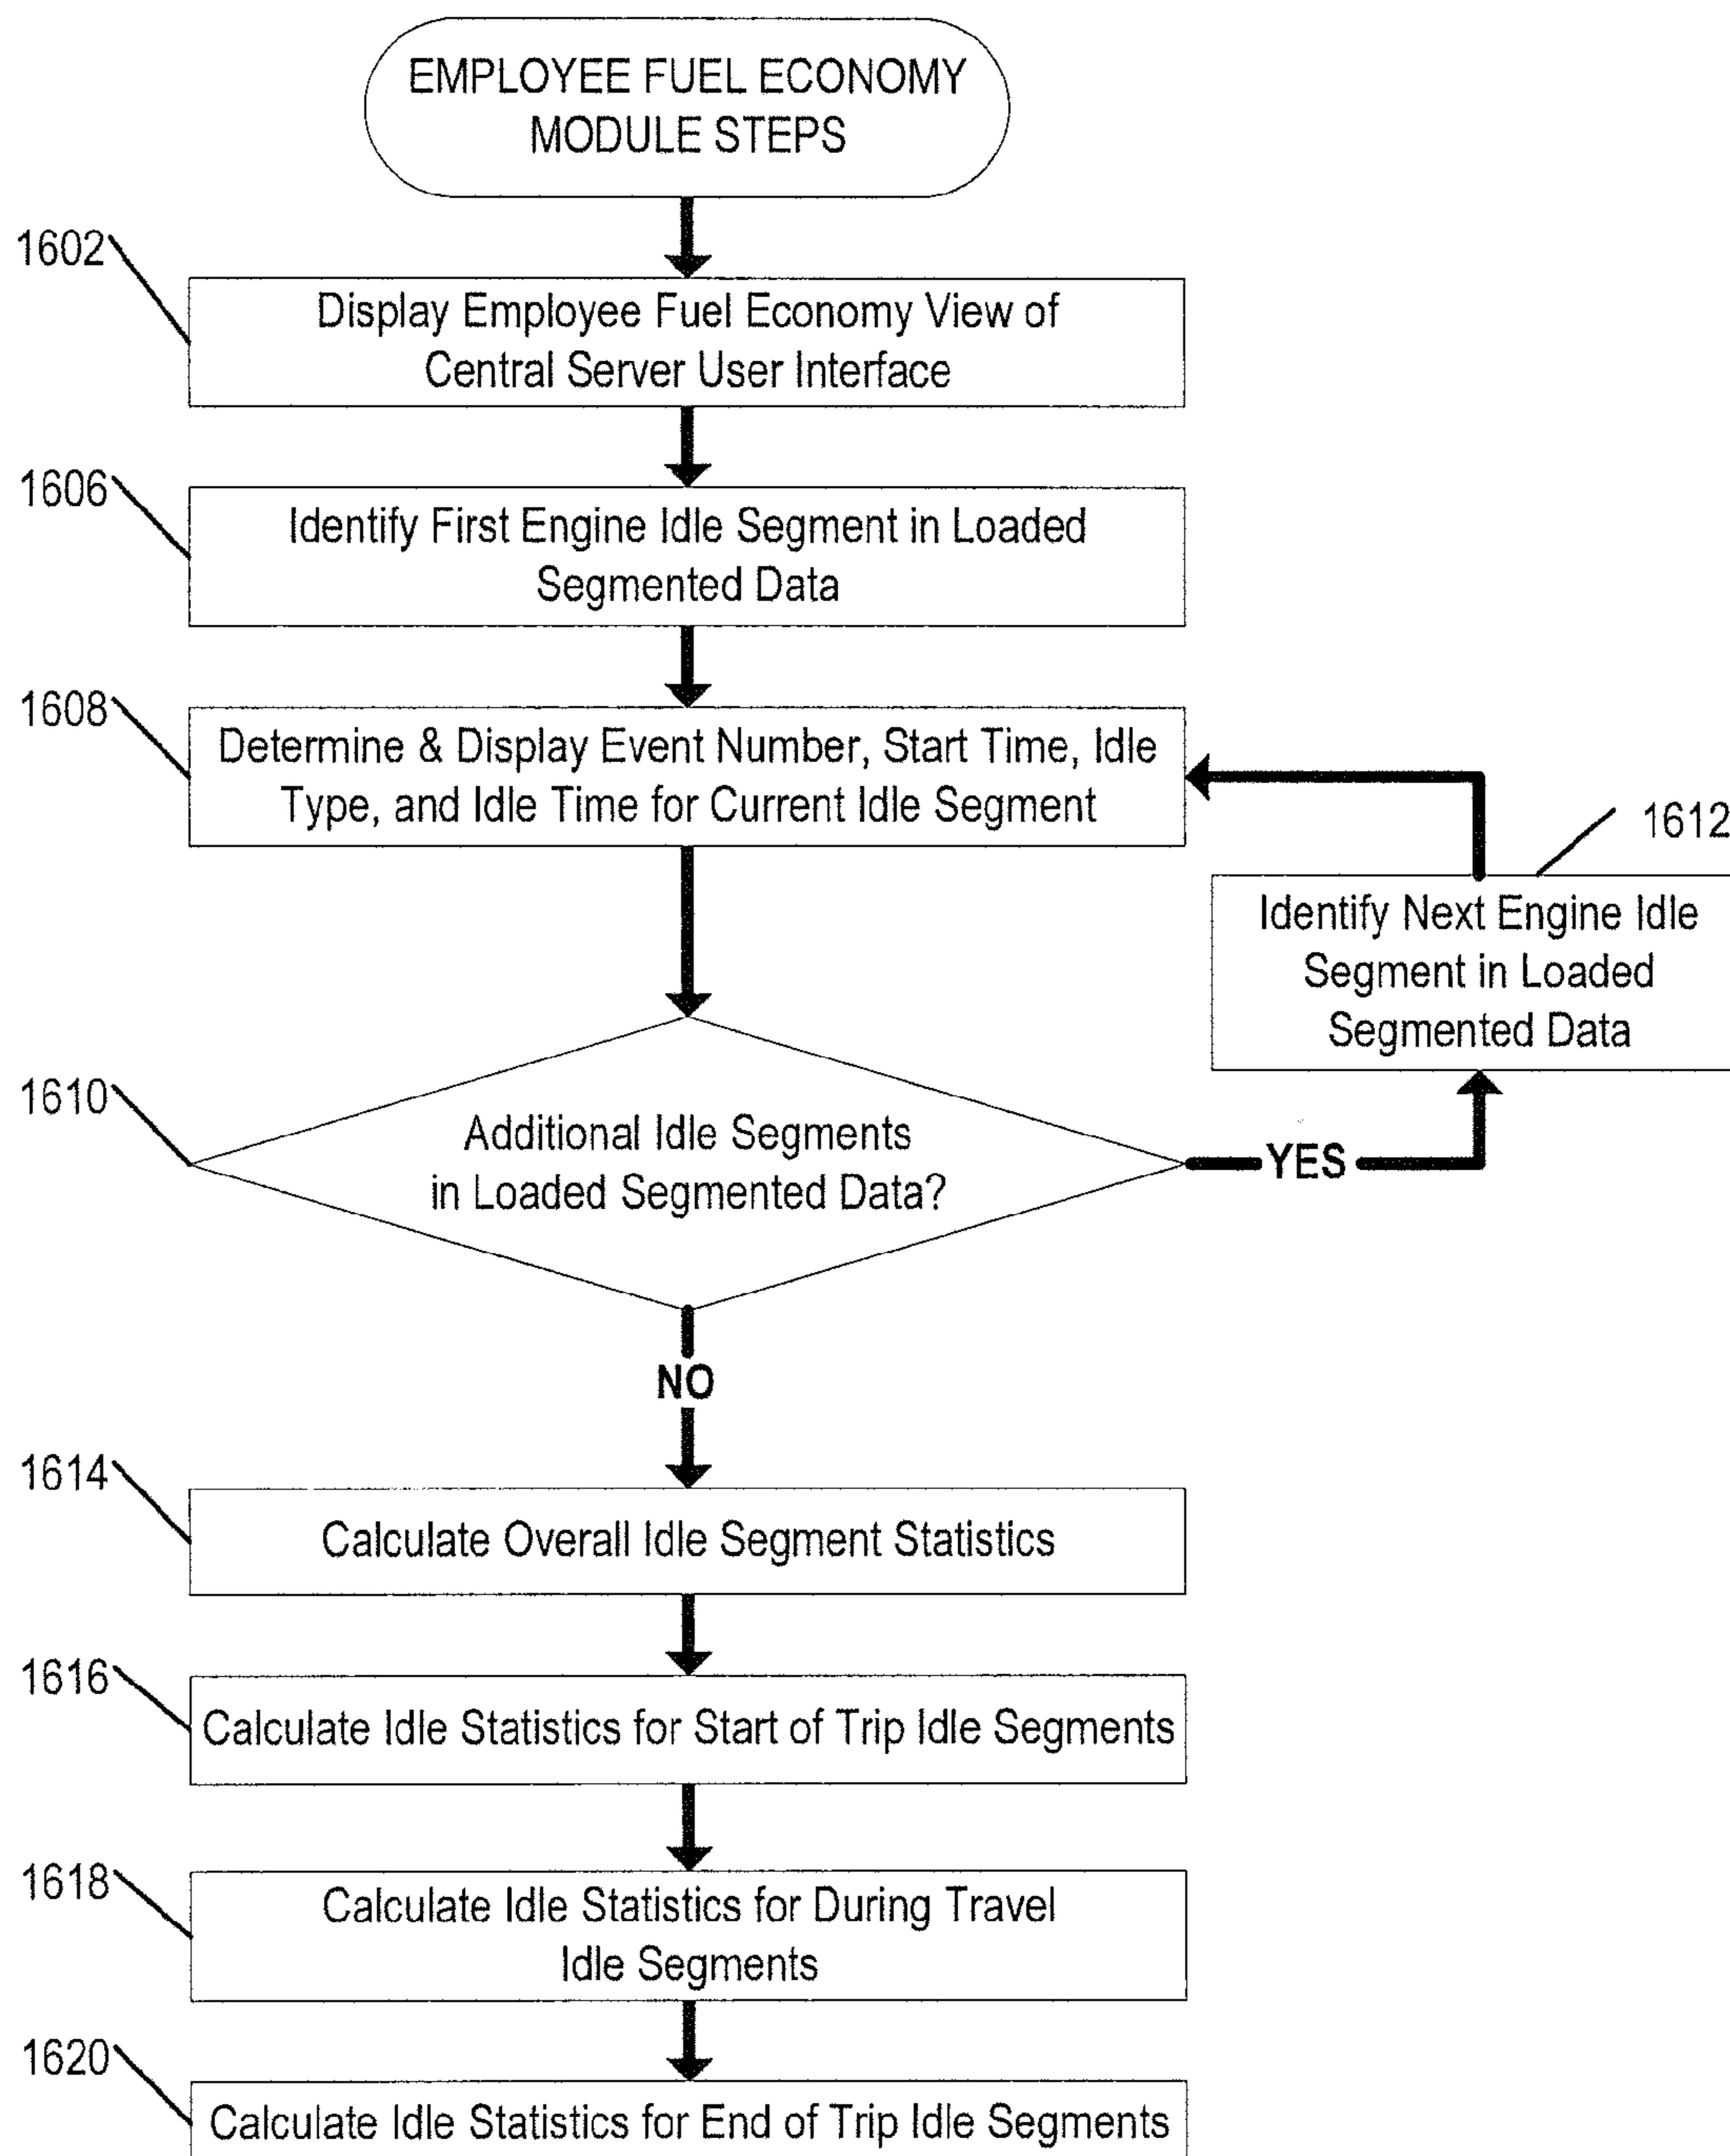 EMPLOYEE FUEL ECONOMY
MODULE STEPS
1602
Display Employee Fuel Economy View of
Central Server User Interface
1606
Identify First Engine Idle Segment in Loaded
Segmented Data
1608
Determine & Display Event Number, Start Time, Idle
Type, and Idle Time for Current Idle Segment
1612
Identify Next Engine Idle
Segment in Loaded
Segmented Data
1610
Additional Idle Segments
in Loaded Segmented Data?
YES
NO
1614
Calculate Overall Idle Segment Statistics
1616
Calculate Idle Statistics for Start of Trip Idle Segments
1618
Calculate Idle Statistics for During Travel
Idle Segments
1620
Calculate Idle Statistics for End of Trip Idle Segments